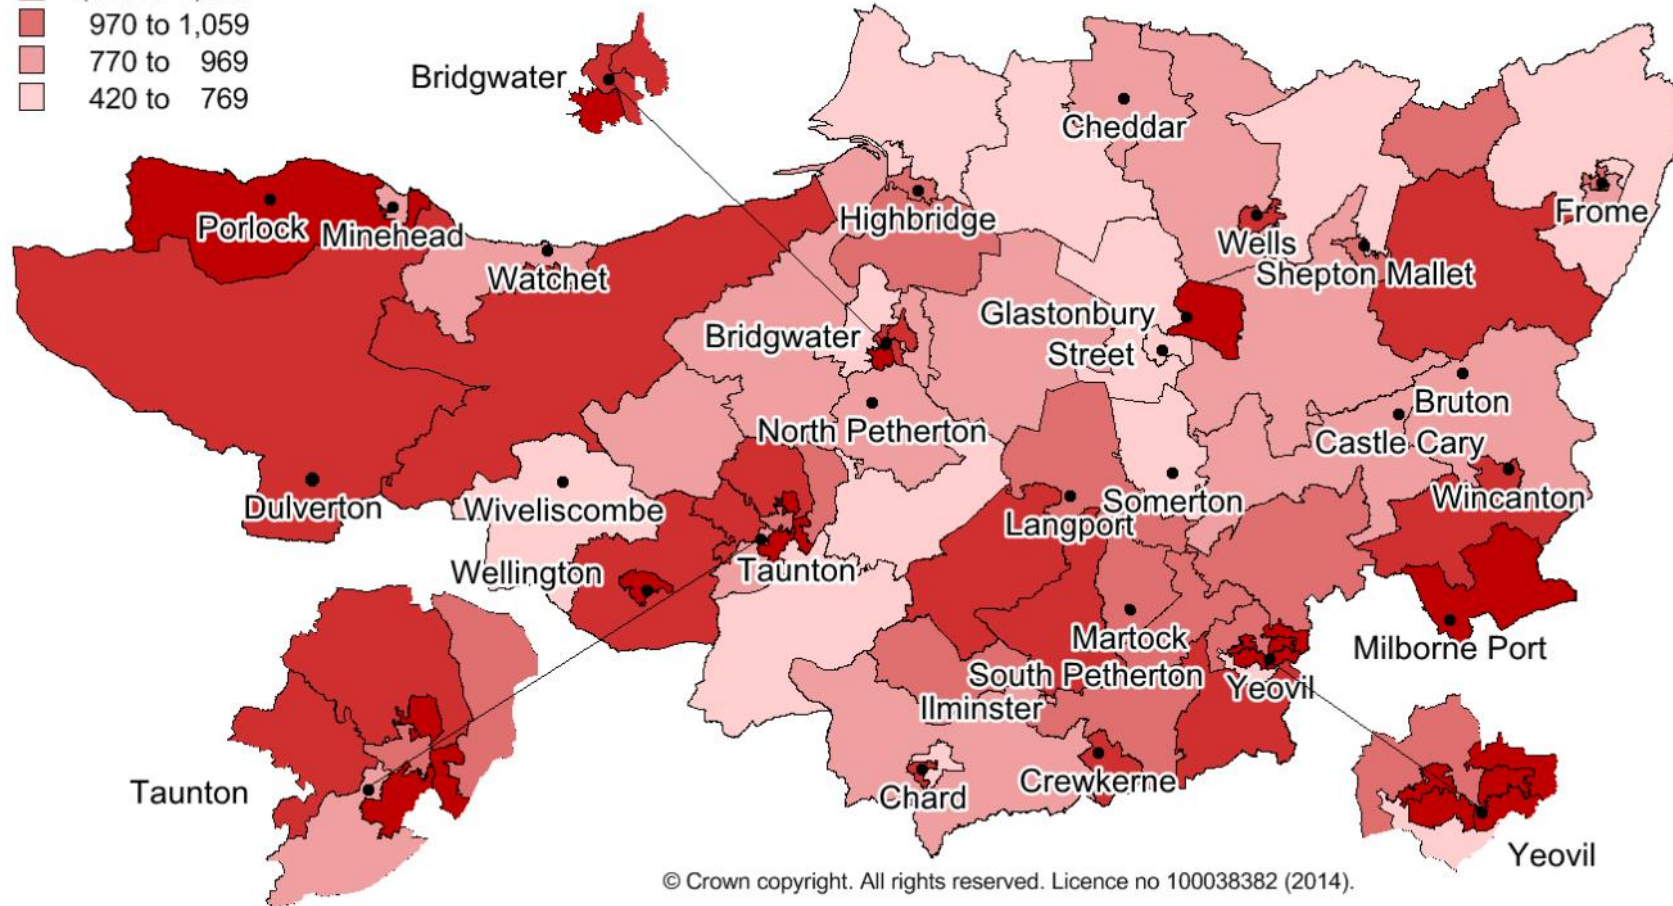 970 to 1,059
770 to 969
420 to 769
Bridgwater
Cheddar
Porlock
Minehead
Highbridge
Frome
Watchet
Wells
Shepton Mallet
Glastonbury
Bridgwater
Street
Bruton
North Petherton
Castle Cary
Dulverton
Wiveliscombe
Somerton
Wincanton
Langport
Wellington
Taunton
Martock
Milborne Port
South Petherton
Yeovil
Ilminster
Crewkerne
Taunton
Chard
Yeovil
© Crown copyright. All rights reserved. Licence no 100038382 (2014).